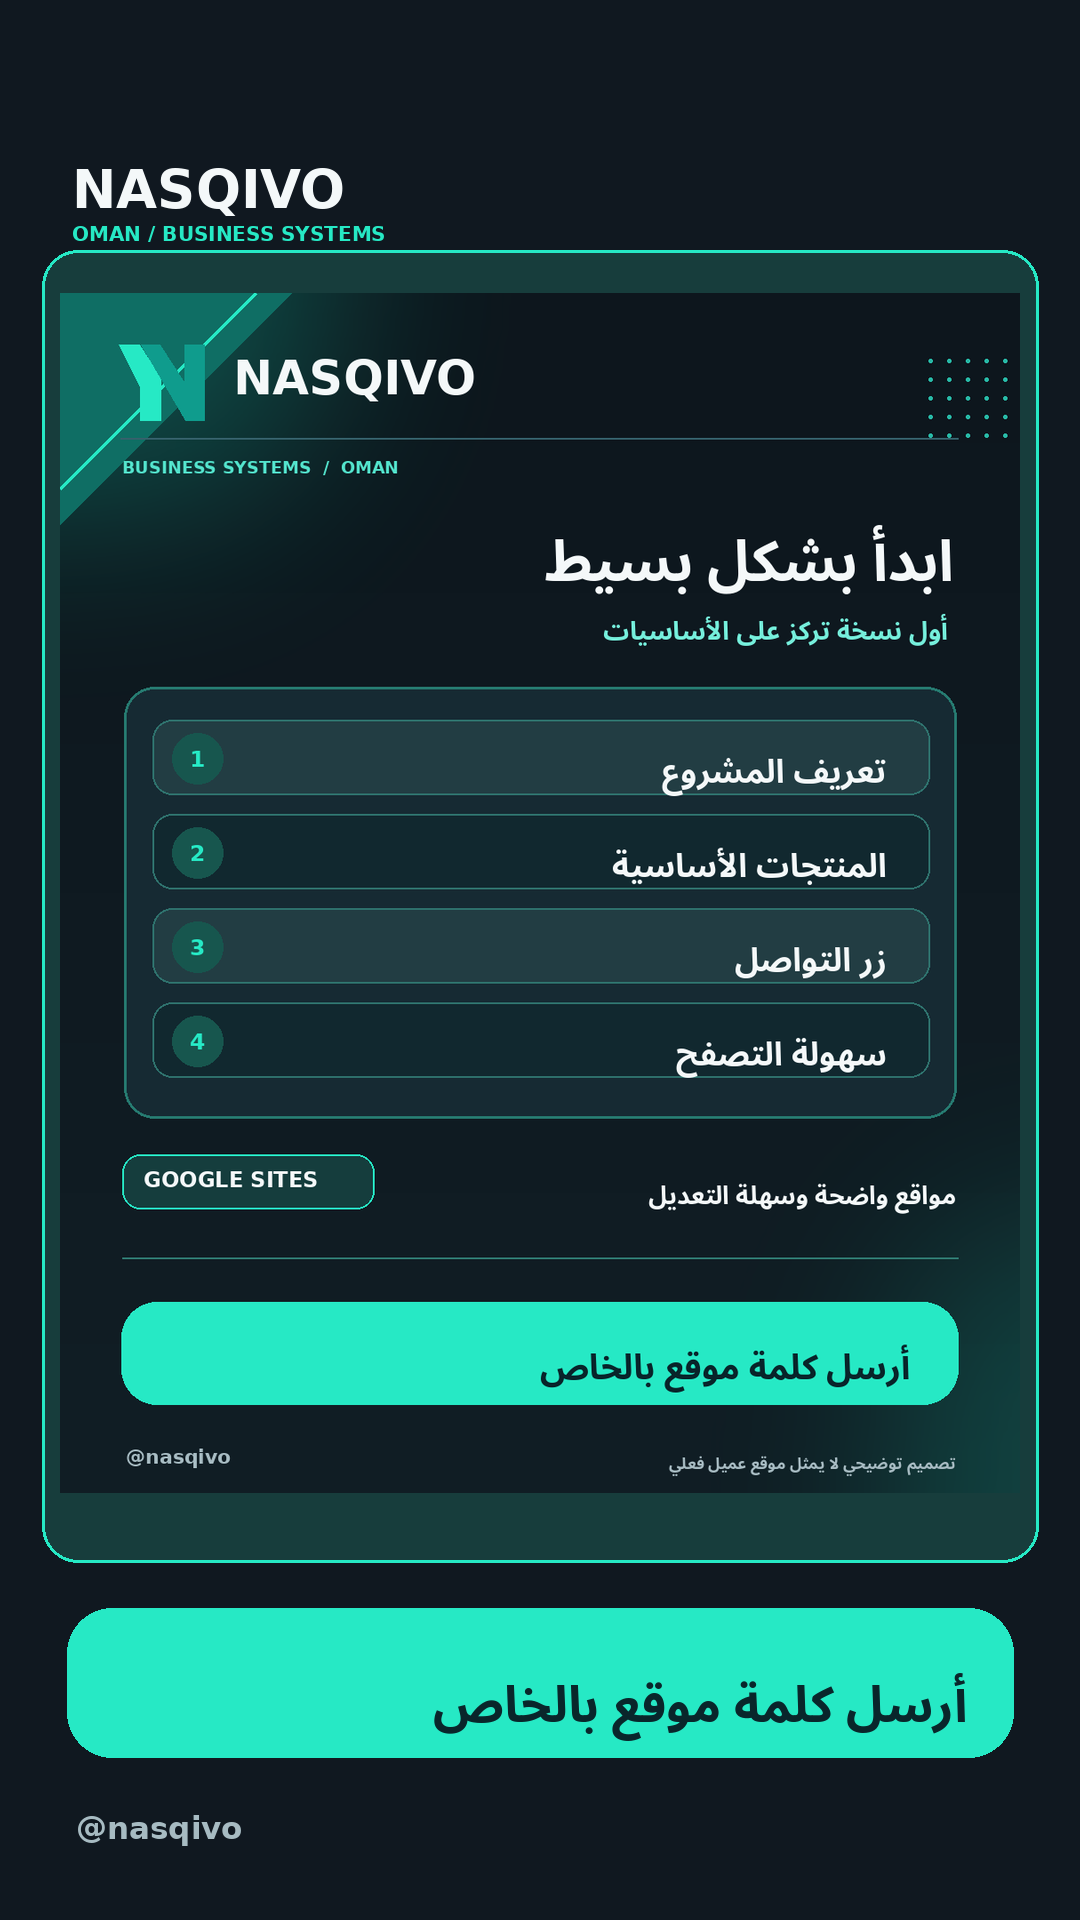 NASQIVO
OMAN / BUSINESS SYSTEMS
NASQIVO
BUSINESS SYSTEMS / OMAN
ابدأ بشكل بسيط
أول نسخة تركز على الأساسيات
1 تعريف المشروع
2 المنتجات الأساسية
3 زر التواصل
4 سهولة التصفح
GOOGLE SITES
مواقع واضحة وسهلة التعديل
أرسل كلمة موقع بالخاص
@nasqivo
تصميم توضيحي لا يمثل موقع عميل فعلي
أرسل كلمة موقع بالخاص
@nasqivo